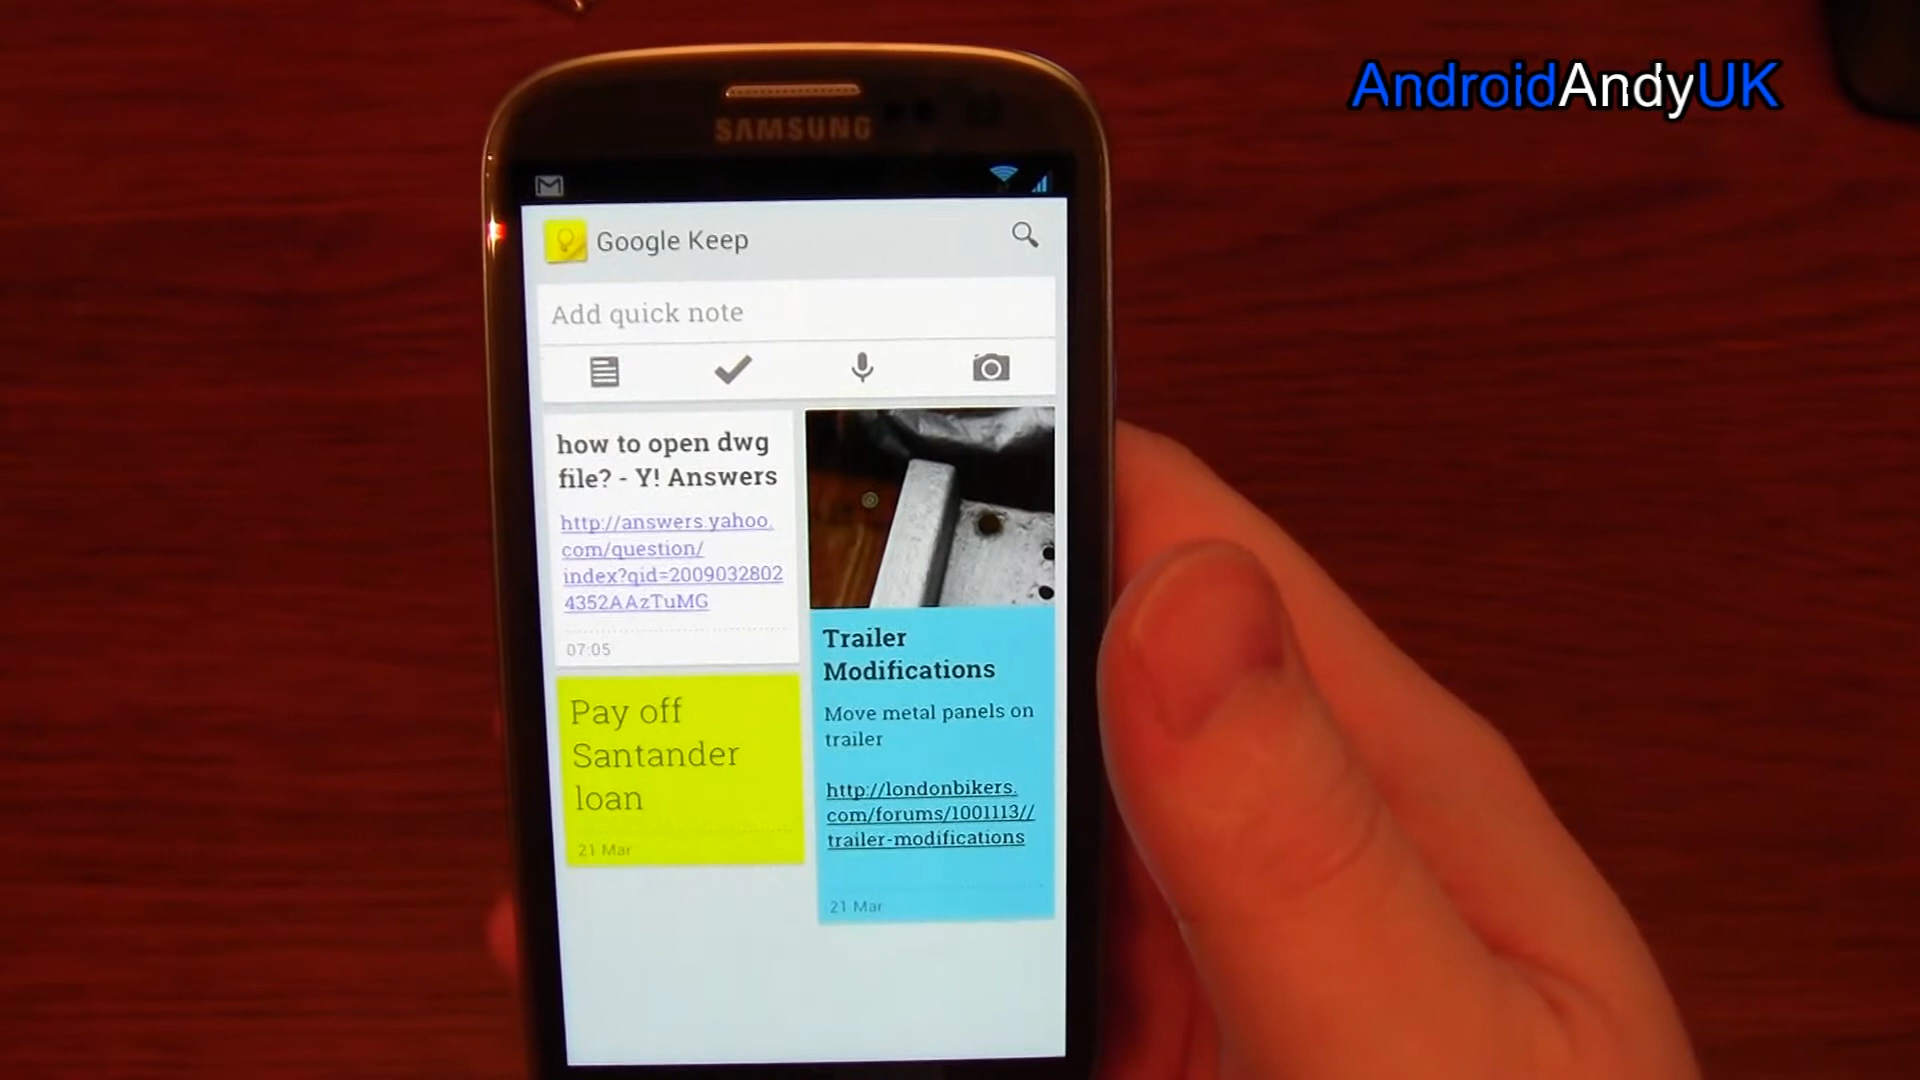 AndroidAndyUK
SAMSUNG
Google Keep
Add quick note
how to open dwg
file? - Y! Answers
http://answers.yahoo.
com/question/
index?qid=2009032802
4352AAzTuMG
07:05
Pay off
Santander
loan
21 Mar
Trailer
Modifications
Move metal panels on
trailer
http://londonbikers.
com/forums/1001113//
trailer-modifications
21 Mar